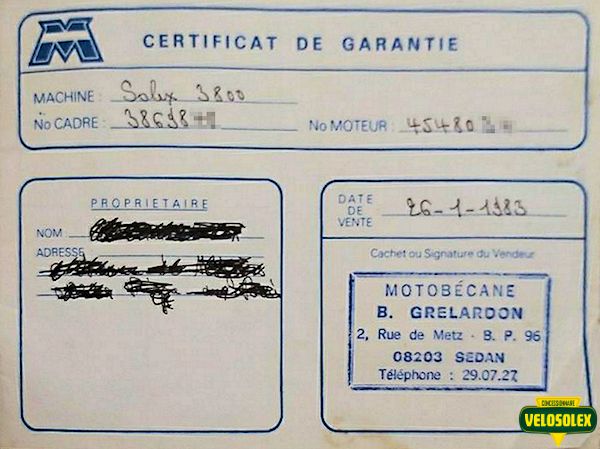 M
CERTIFICAT DE GARANTIE
MACHINE : Solex 3800
No CADRE : 38698
No MOTEUR : 45480
PROPRIETAIRE
NOM :
ADRESSE
DATE
DE
VENTE
26-1-1983
Cachet ou Signature du Vendeur
MOTOBÉCANE
B. GRELARDON
2, Rue de Metz - B. P. 96
08203 SEDAN
Téléphone : 29.07.27
CONCESSIONNAIRE
VELOSOLEX